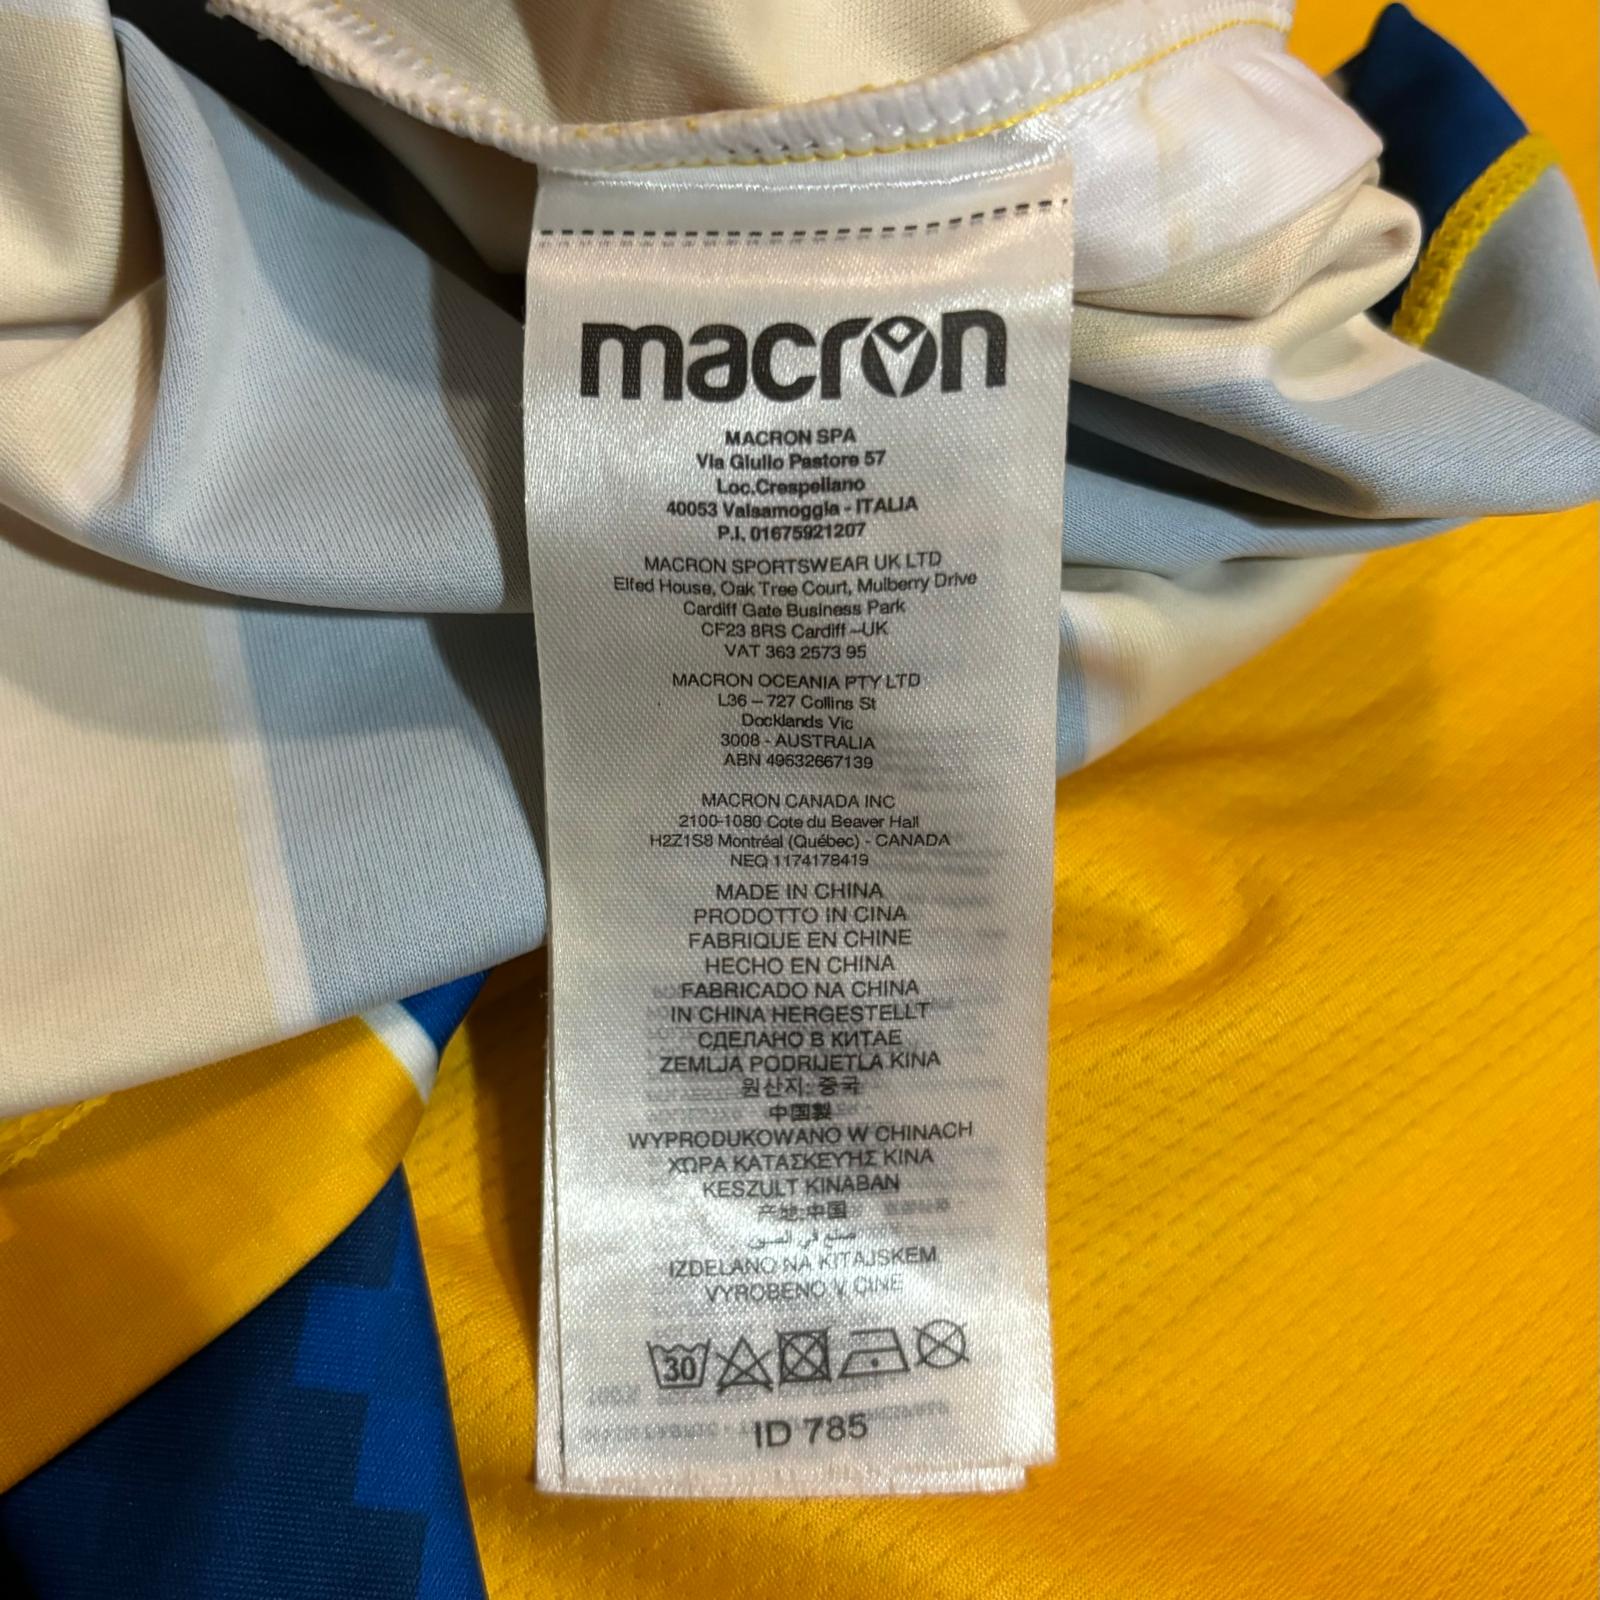 macron
MACRON SPA
Via Giulio Pastore 57
Loc.Crespellano
40053 Valsamoggia - ITALIA
P.I. 01675921207
MACRON SPORTSWEAR UK LTD
Elfed House, Oak Tree Court, Mulberry Drive
Cardiff Gate Business Park
CF23 8RS Cardiff –UK
VAT 363 2573 95
MACRON OCEANIA PTY LTD
L36 – 727 Collins St
Docklands Vic
3008 - AUSTRALIA
ABN 49632667139
MACRON CANADA INC
2100-1080 Cote du Beaver Hall
H2Z1S8 Montréal (Québec) - CANADA
NEQ 1174178419
MADE IN CHINA
PRODOTTO IN CINA
FABRIQUE EN CHINE
HECHO EN CHINA
FABRICADO NA CHINA
IN CHINA HERGESTELLT
СДЕЛАНО В КИТАЕ
ZEMLJA PODRIJETLA KINA
원산지: 중국
中国製
WYPRODUKOWANO W CHINACH
ΧΩΡΑ ΚΑΤΑΣΚΕΥΗΣ ΚΙΝΑ
KESZULT KINABAN
产地:中国
صنع في الصين
IZDELANO NA KITAJSKEM
VYROBENO V CINE
30
ID 785